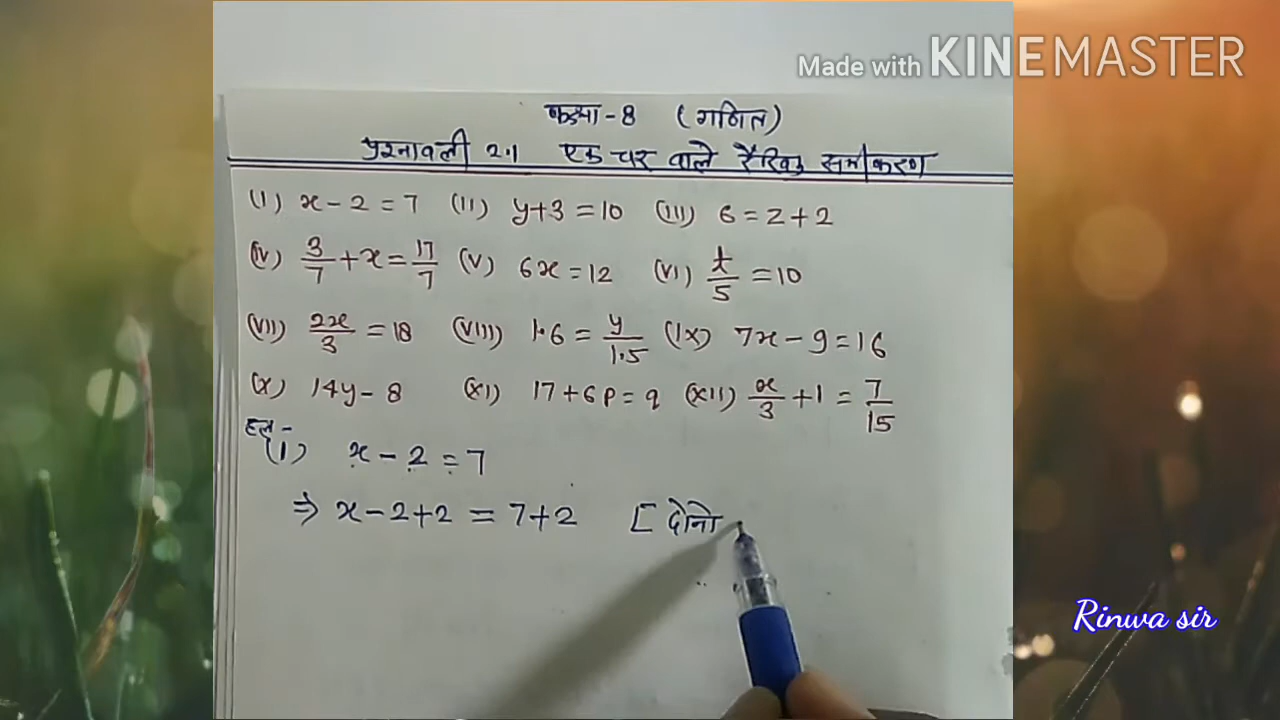 Made with KINEMASTER
कक्षा-8 (गणित)
प्रश्नावली 2.1 एक चर वाले रैखिक समीकरण
(I) x-2=7 (II) y+3=10 (III) 6=z+2
(IV) 3/7+x=17/7 (V) 6x=12 (VI) t/5=10
(VII) 2x/3=18 (VIII) 1.6=y/1.5 (IX) 7x-9=16
(X) 14y-8 (XI) 17+6p=9 (XII) x/3+1=7/15
हल-
(I) x-2=7
⇒ x-2+2=7+2 [दोनो
Rinwa sir